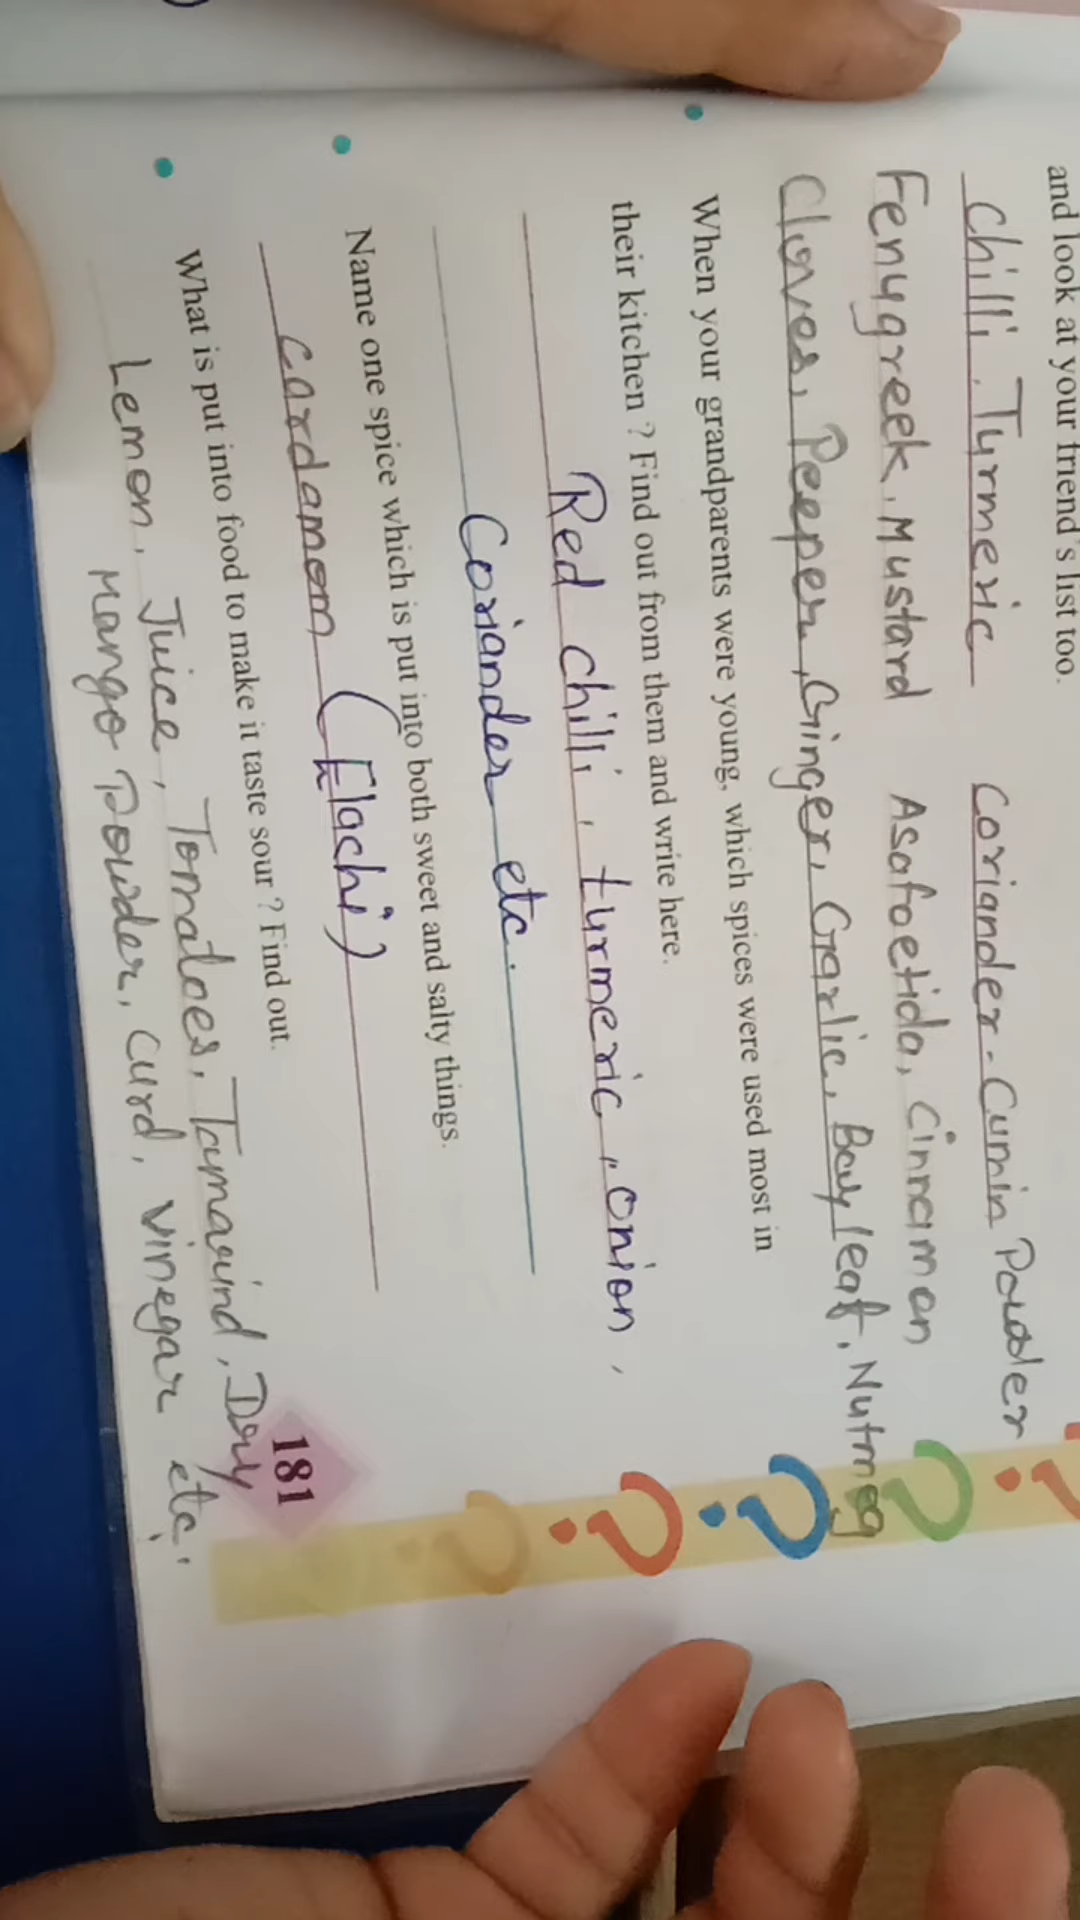 and look at your friend's list too.
Chilli, Turmeric Coriander - Cumin Powder
Fenugreek, Mustard Asafoetida, Cinnamon
Cloves, Peeper, Ginger, Garlic, Bay leaf, Nutmeg
• When your grandparents were young, which spices were used most in
their kitchen ? Find out from them and write here.
Red chilli, turmeric, onion,
Coriander etc.
• Name one spice which is put into both sweet and salty things.
cardamom (Elachi)
• What is put into food to make it taste sour ? Find out.
Lemon, Juice, Tomatoes, Tamarind, Dry
Mango Powder, Curd, Vinegar etc.
181
? ? ? ? ?